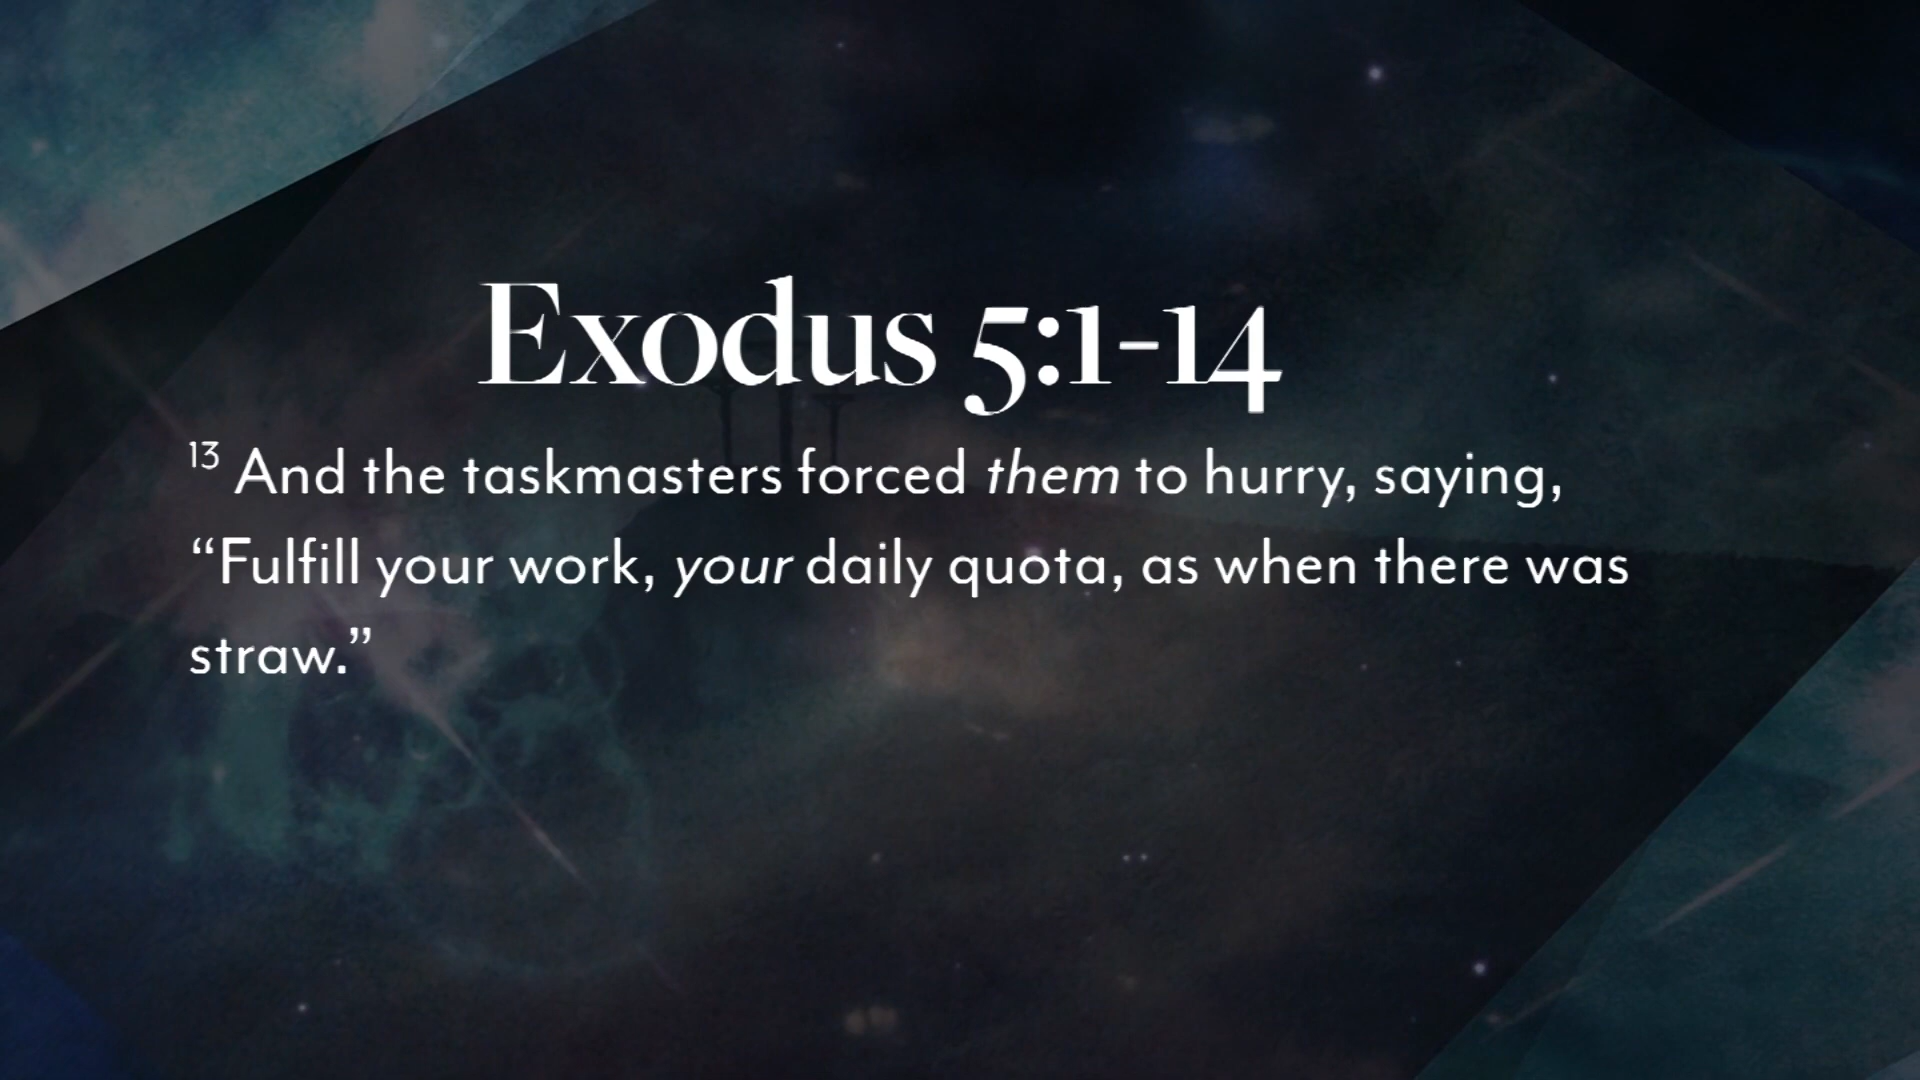 Exodus 5:1-14
13 And the taskmasters forced them to hurry, saying,
“Fulfill your work, your daily quota, as when there was
straw.”